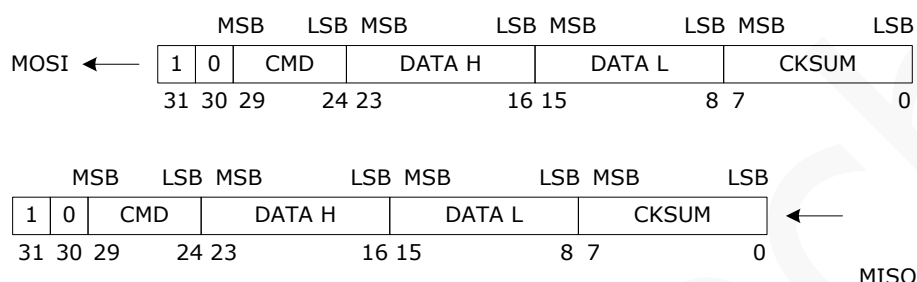 MSB LSB MSB LSB MSB LSB MSB LSB
MOSI 1 0 CMD DATA H DATA L CKSUM
31 30 29 24 23 16 15 8 7 0
MSB LSB MSB LSB MSB LSB MSB LSB
1 0 CMD DATA H DATA L CKSUM
31 30 29 24 23 16 15 8 7 0
MISO